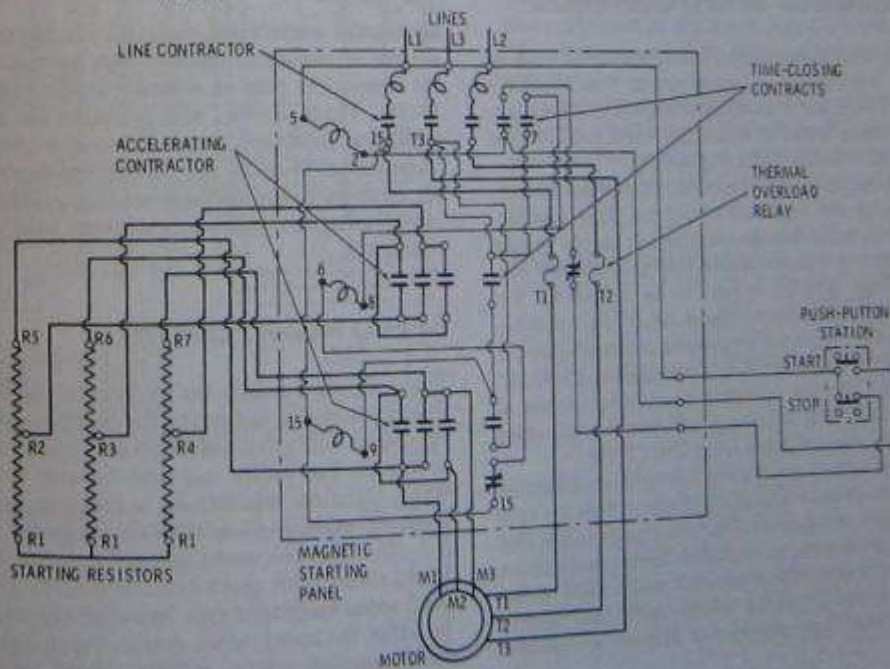 LINES
L1 L3 L2
LINE CONTRACTOR
TIME-CLOSING
CONTRACTS
5
15
T3
7
2
ACCELERATING
CONTRACTOR
THERMAL
OVERLOAD
RELAY
6
8
T1
T2
PUSH-PUTTON
STATION
START
STOP
R5 R6 R7
R2 R3 R4
15
9
15
R1 R1 R1
STARTING RESISTORS
MAGNETIC
STARTING
PANEL
M1 M2 M3
T1
T2
T3
MOTOR